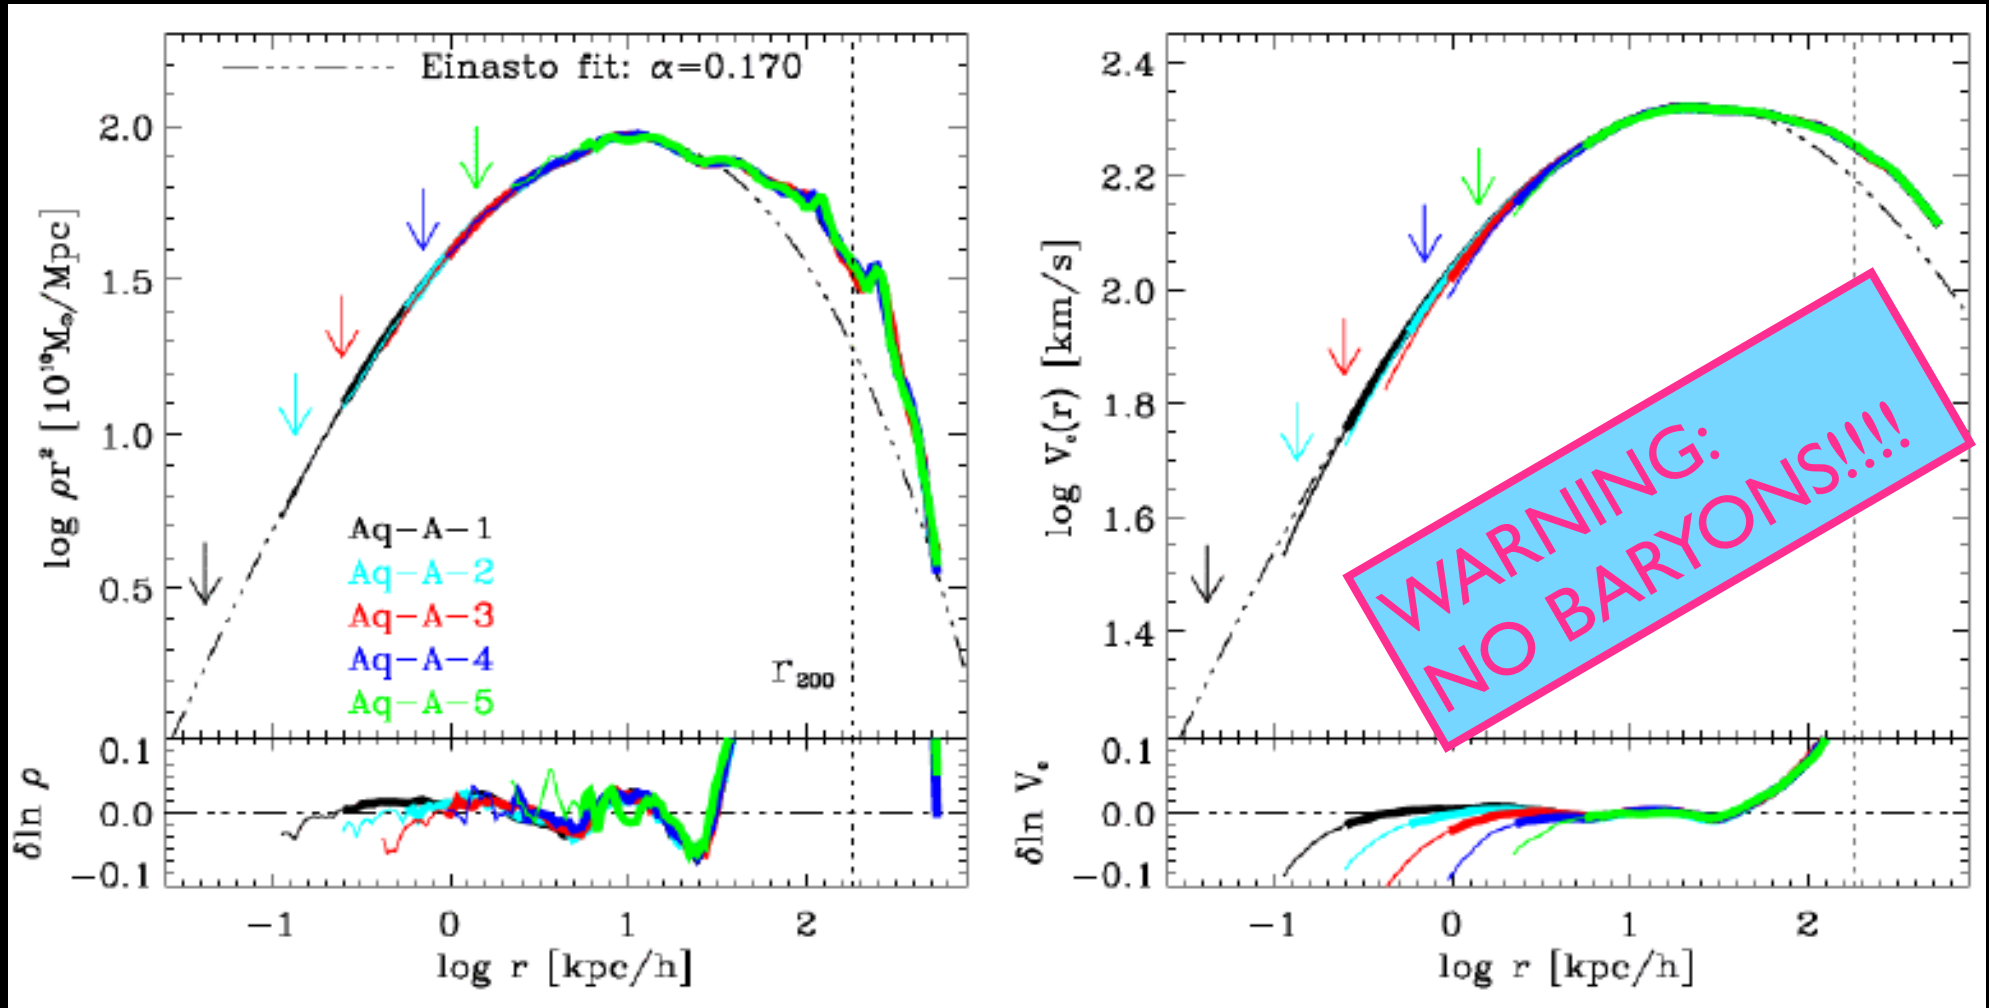 Einasto fit: α=0.170
2.0
1.5
1.0
0.5
log ρr² [10¹⁰M⊙/Mpc]
Aq-A-1
Aq-A-2
Aq-A-3
Aq-A-4
Aq-A-5
r₂₀₀
0.1
0.0
−0.1
δln ρ
−1 0 1 2
log r [kpc/h]
2.4
2.2
2.0
1.8
1.6
1.4
log Vc(r) [km/s]
WARNING:
NO BARYONS!!!!
0.1
0.0
−0.1
δln Vc
−1 0 1 2
log r [kpc/h]